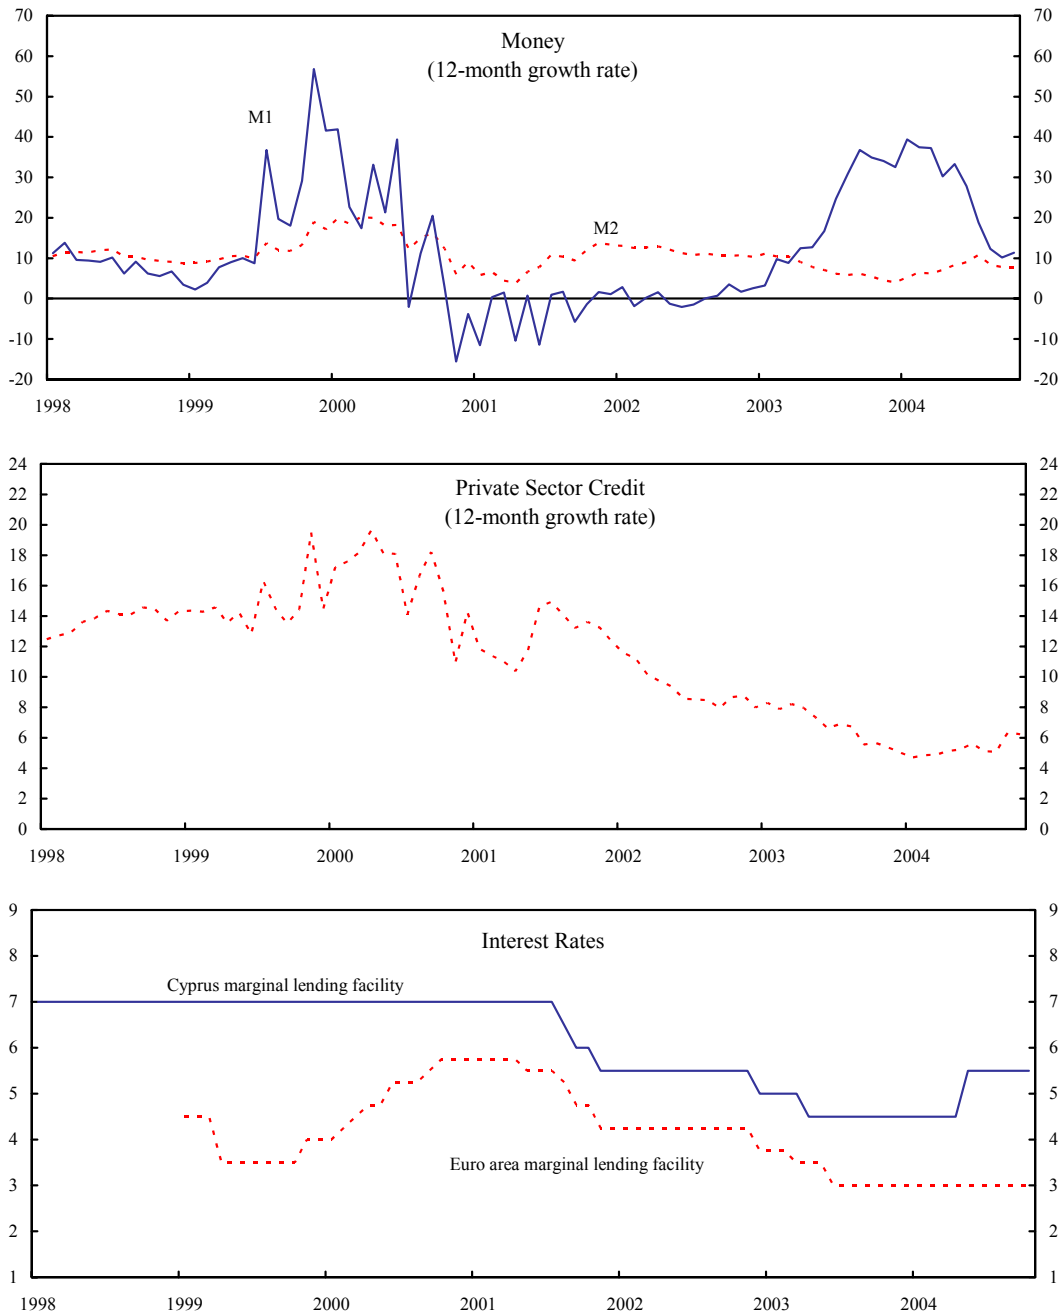 70 70
Money
(12-month growth rate)
60 60
50 50
M1
40 40
30 30
20 20
M2
10 10
0 0
-10 -10
-20 -20
1998 1999 2000 2001 2002 2003 2004
24 24
Private Sector Credit
(12-month growth rate)
22 22
20 20
18 18
16 16
14 14
12 12
10 10
8 8
6 6
4 4
2 2
0 0
1998 1999 2000 2001 2002 2003 2004
9 9
Interest Rates
8 8
Cyprus marginal lending facility
7 7
6 6
5 5
4 4
Euro area marginal lending facility
3 3
2 2
1 1
1998 1999 2000 2001 2002 2003 2004